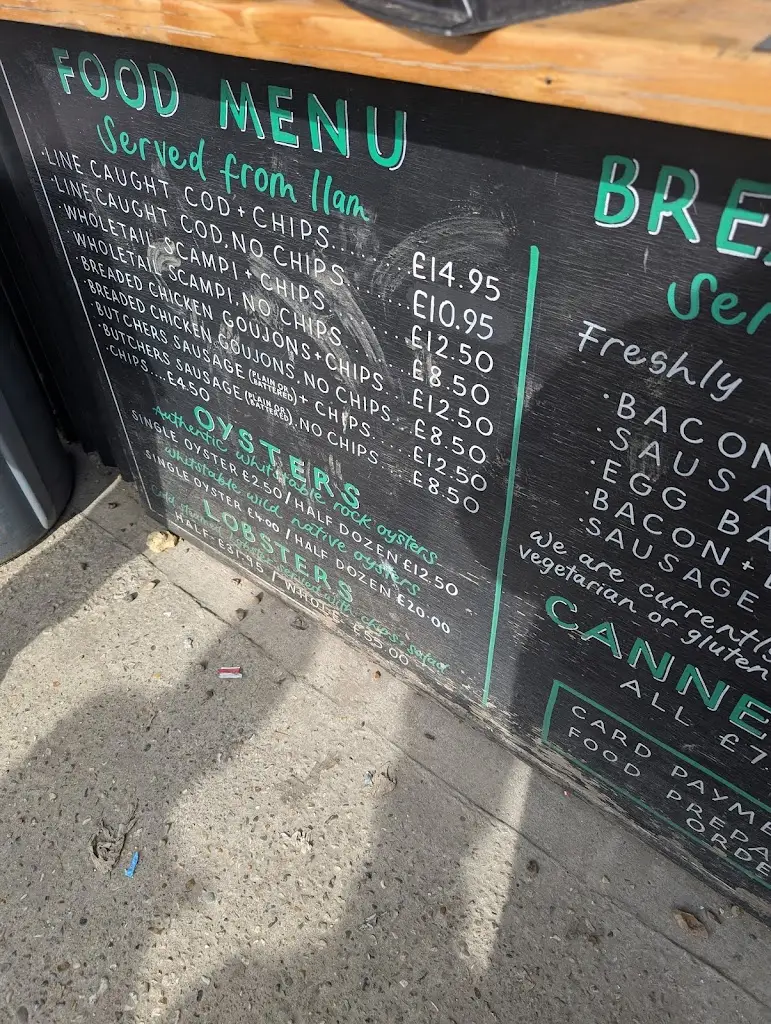 FOOD MENU
Served from 11am
·LINE CAUGHT COD + CHIPS..... £14.95
·LINE CAUGHT COD, NO CHIPS..... £10.95
·WHOLETAIL SCAMPI + CHIPS..... £12.50
·WHOLETAIL SCAMPI, NO CHIPS..... £8.50
·BREADED CHICKEN GOUJONS + CHIPS.. £12.50
·BREADED CHICKEN GOUJONS, NO CHIPS... £8.50
·BUTCHERS SAUSAGE (PLAIN OR BATTERED) + CHIPS.... £12.50
·BUTCHERS SAUSAGE (PLAIN OR BATTERED), NO CHIPS.... £8.50
·CHIPS... £4.50
OYSTERS
Authentic whitstable rock oysters
SINGLE OYSTER £2.50 / HALF DOZEN £12.50
whitstable wild native oysters
SINGLE OYSTER £4.00 / HALF DOZEN £20.00
LOBSTERS
served with chips + salad
HALF £31.95 / WHOLE £55.00
BRE
Ser
Freshly
·BACON
·SAUSA
·EGG BA
·BACON +
·SAUSAGE
we are currently
vegetarian or gluten
CANNE
ALL £7.
CARD PAYME
FOOD PREPA
ORDE